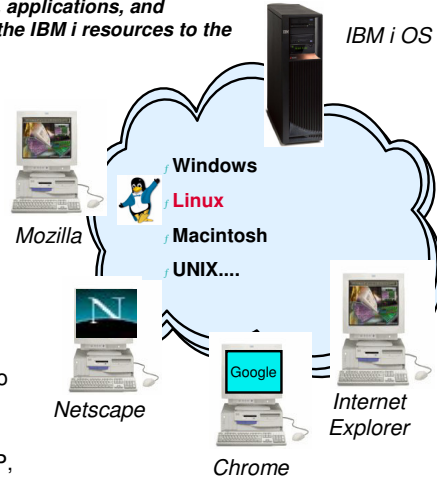 , applications, and
the IBM i resources to the
IBM i OS
Windows
Linux
Macintosh
UNIX....
Mozilla
N
Netscape
Google
Chrome
Internet
Explorer
o
P,